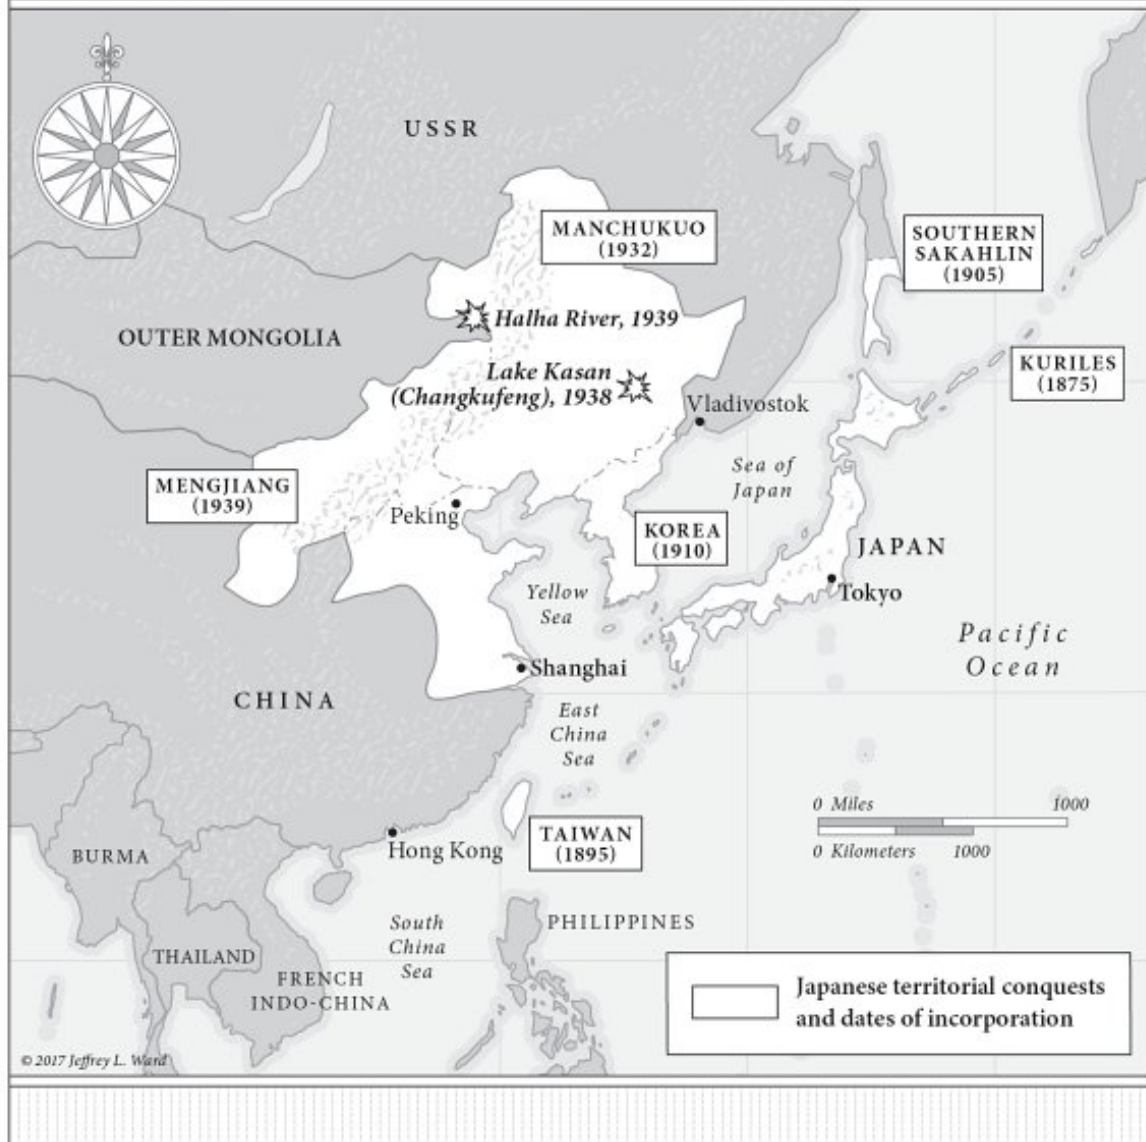 USSR
MANCHUKUO
(1932)
SOUTHERN
SAKAHLIN
(1905)
OUTER MONGOLIA
Halha River, 1939
Lake Kasan
(Changkufeng), 1938
KURILES
(1875)
Vladivostok
Sea of
Japan
MENGJIANG
(1939)
Peking
KOREA
(1910)
JAPAN
Tokyo
Yellow
Sea
Pacific
Ocean
Shanghai
CHINA
East
China
Sea
0 Miles 1000
0 Kilometers 1000
TAIWAN
(1895)
Hong Kong
BURMA
South
China
Sea
PHILIPPINES
THAILAND
FRENCH
INDO-CHINA
Japanese territorial conquests
and dates of incorporation
© 2017 Jeffrey L. Ward